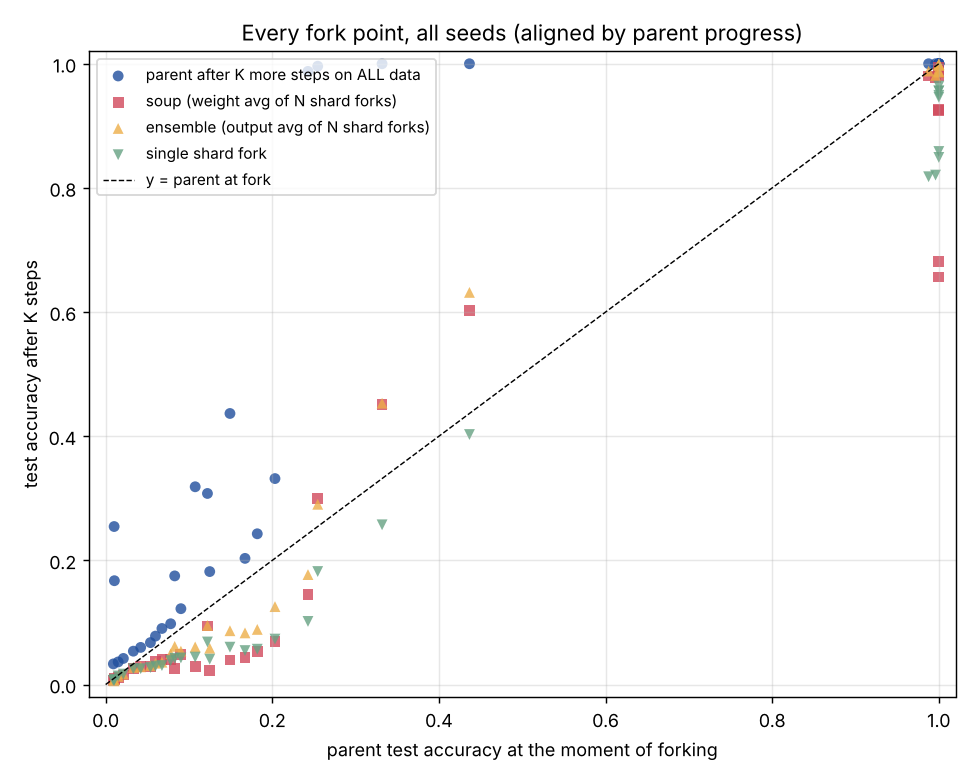 Every fork point, all seeds (aligned by parent progress)
parent after K more steps on ALL data
soup (weight avg of N shard forks)
ensemble (output avg of N shard forks)
single shard fork
y = parent at fork
test accuracy after K steps
1.0
0.8
0.6
0.4
0.2
0.0
0.0 0.2 0.4 0.6 0.8 1.0
parent test accuracy at the moment of forking